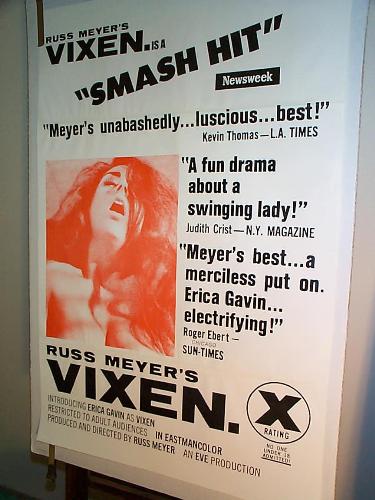 RUSS MEYER'S
VIXEN. IS A
"SMASH HIT"
Newsweek
"Meyer's unabashedly...luscious...best!"
Kevin Thomas—L.A. TIMES
"A fun drama
about a
swinging lady!"
Judith Crist—N.Y. MAGAZINE
"Meyer's best...a
merciless put on.
Erica Gavin...
electrifying!"
Roger Ebert—
CHICAGO
SUN-TIMES
RUSS MEYER'S
VIXEN.
INTRODUCING ERICA GAVIN AS VIXEN
RESTRICTED TO ADULT AUDIENCES IN EASTMANCOLOR
PRODUCED AND DIRECTED BY RUSS MEYER AN EVE PRODUCTION
X
RATING
NO ONE
UNDER 18
ADMITTED!